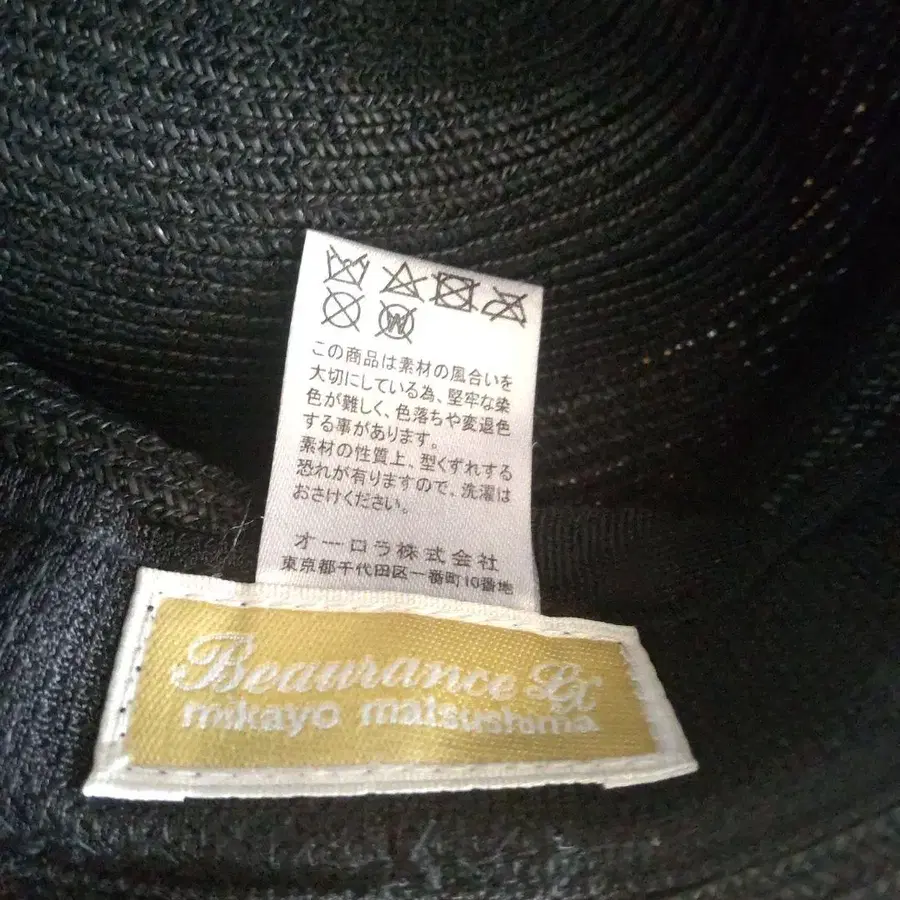 W
この商品は素材の風合いを
大切にしている為、堅牢な染
色が難しく、色落ちや変退色
する事があります。
素材の性質上、型くずれする
恐れが有りますので、洗濯は
おさけください。
オーロラ株式会社
東京都千代田区一番町10番地
Beaurance Lx
mikayo matsushima